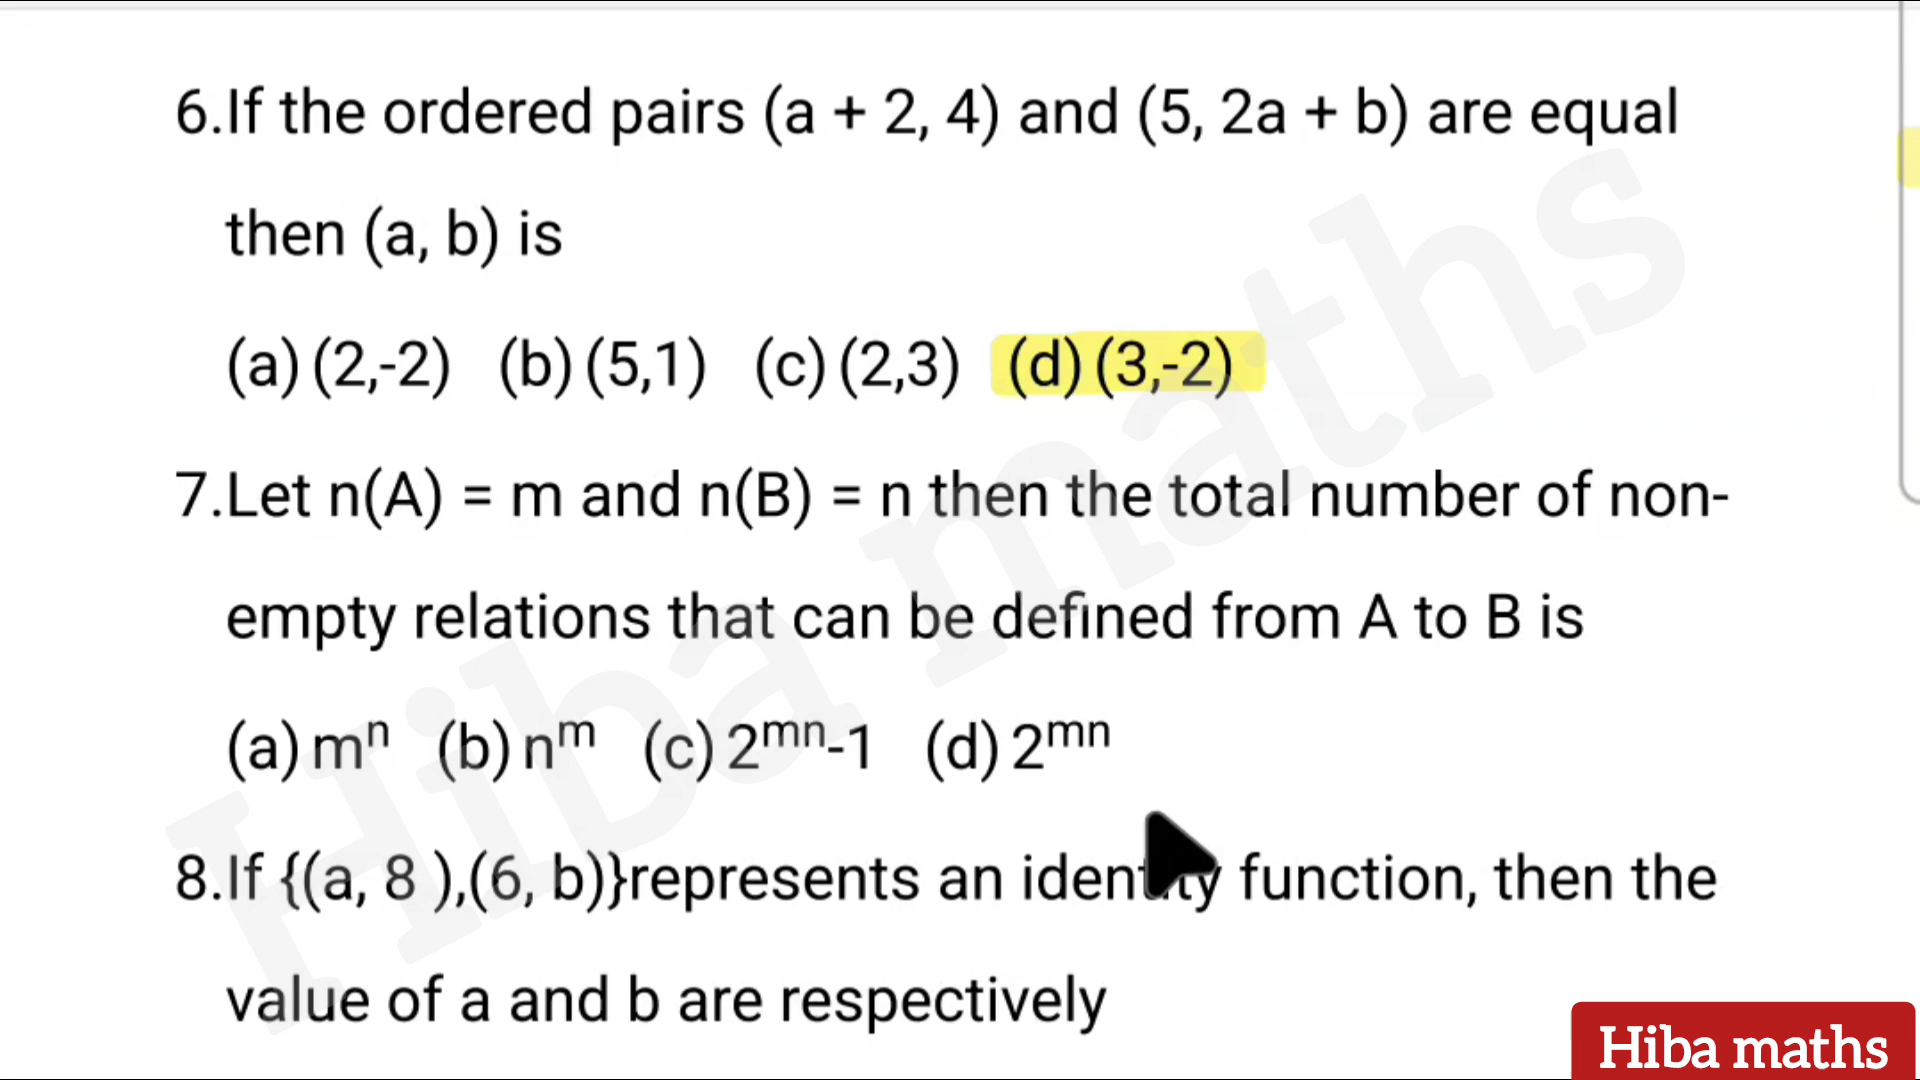 6.If the ordered pairs (a + 2, 4) and (5, 2a + b) are equal
then (a, b) is
(a) (2,-2) (b) (5,1) (c) (2,3) (d) (3,-2)
7.Let n(A) = m and n(B) = n then the total number of non-
empty relations that can be defined from A to B is
(a) mⁿ (b) nᵐ (c) 2ᵐⁿ-1 (d) 2ᵐⁿ
8.If {(a, 8 ),(6, b)}represents an identity function, then the
value of a and b are respectively
Hiba maths
Hiba maths